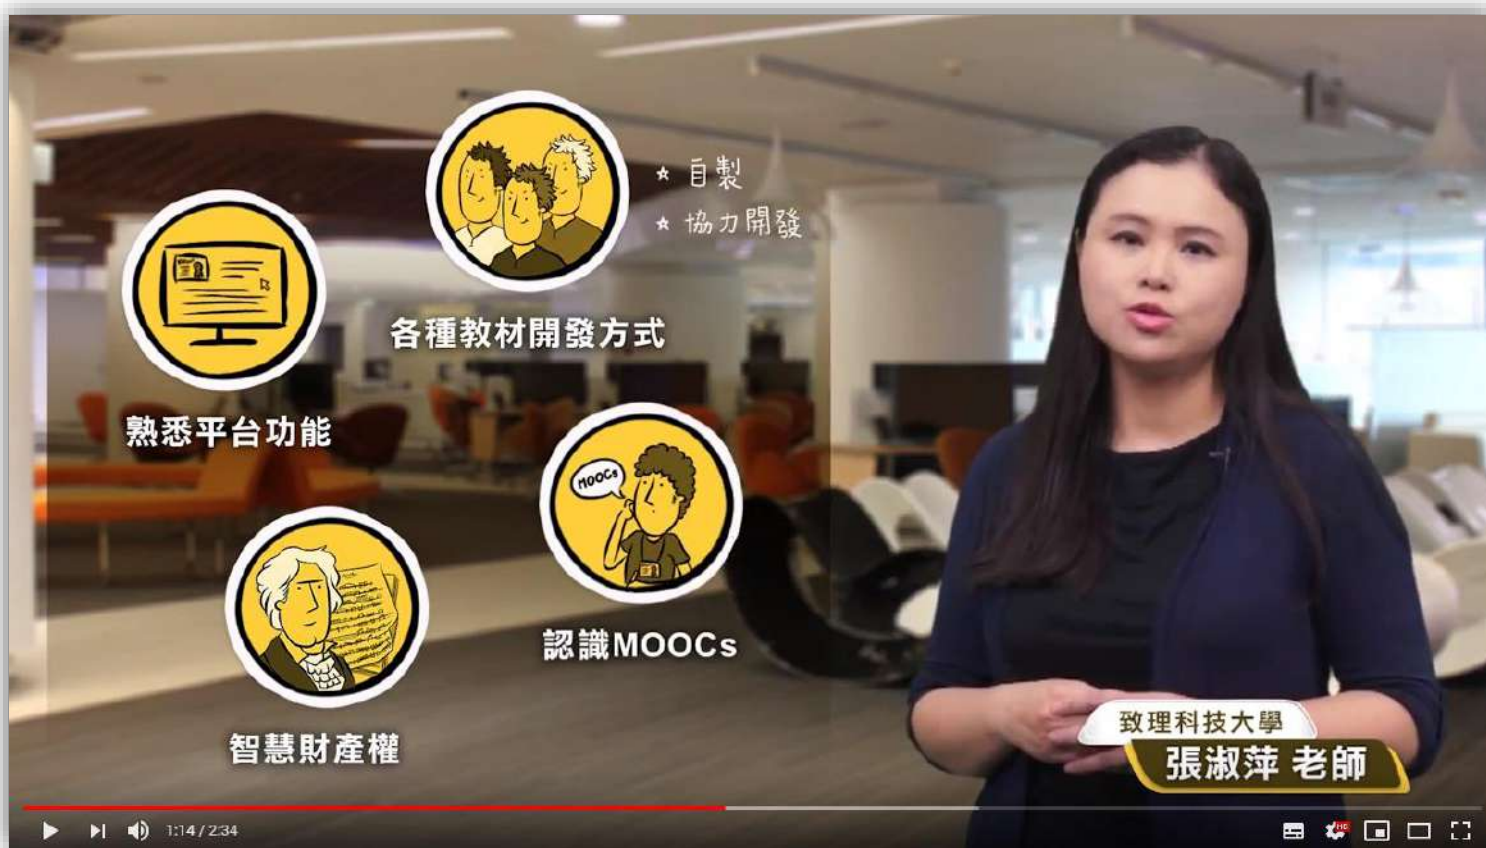 ★ 自製
★ 協力開發
各種教材開發方式
熟悉平台功能
MOOCs
認識MOOCs
智慧財產權
致理科技大學
張淑萍 老師
1:14 / 2:34
HD